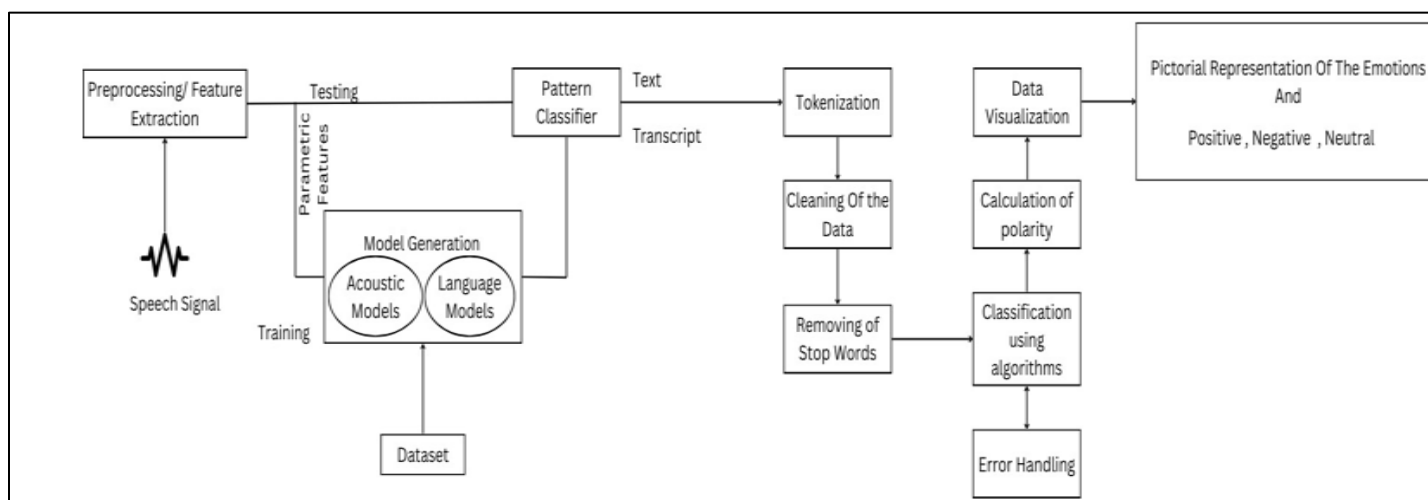 Preprocessing/ Feature
Extraction
Testing
Parametric
Features
Speech Signal
Training
Model Generation
Acoustic
Models
Language
Models
Dataset
Pattern
Classifier
Text
Transcript
Tokenization
Cleaning Of the
Data
Removing of
Stop Words
Classification
using
algorithms
Error Handling
Calculation of
polarity
Data
Visualization
Pictorial Representation Of The Emotions
And
Positive , Negative , Neutral